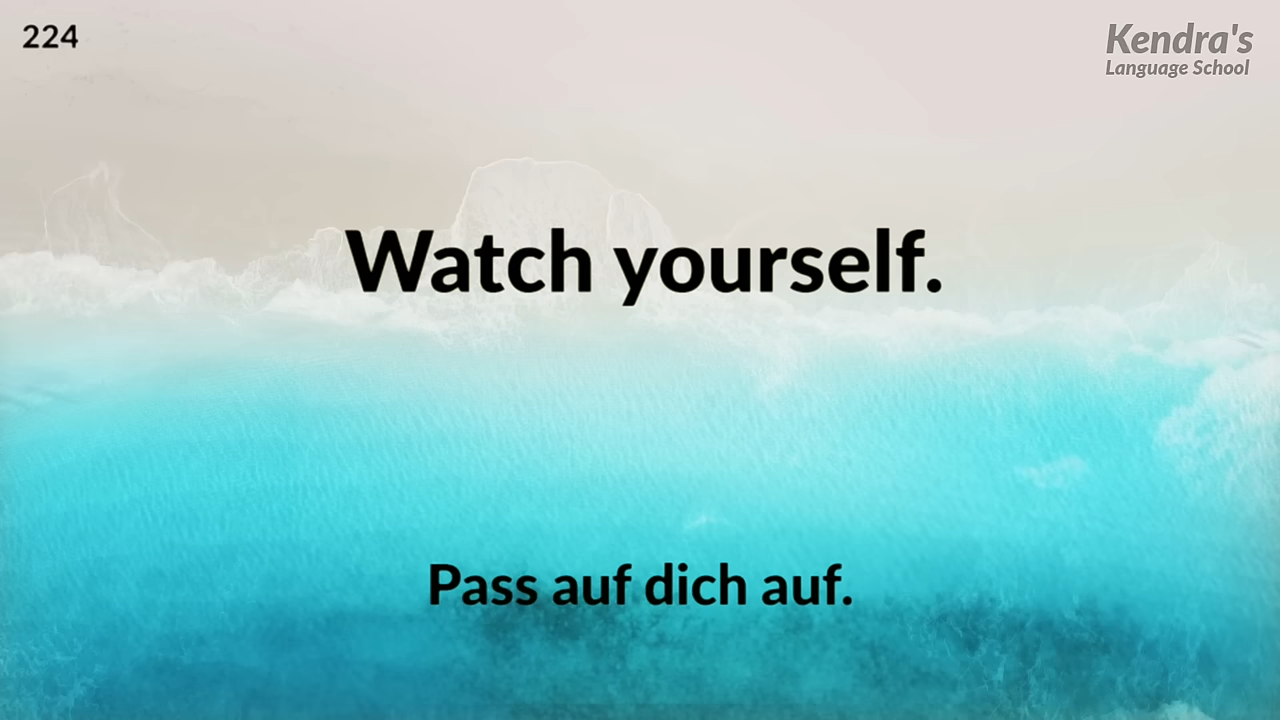 224
Kendra's
Language School
Watch yourself.
Pass auf dich auf.